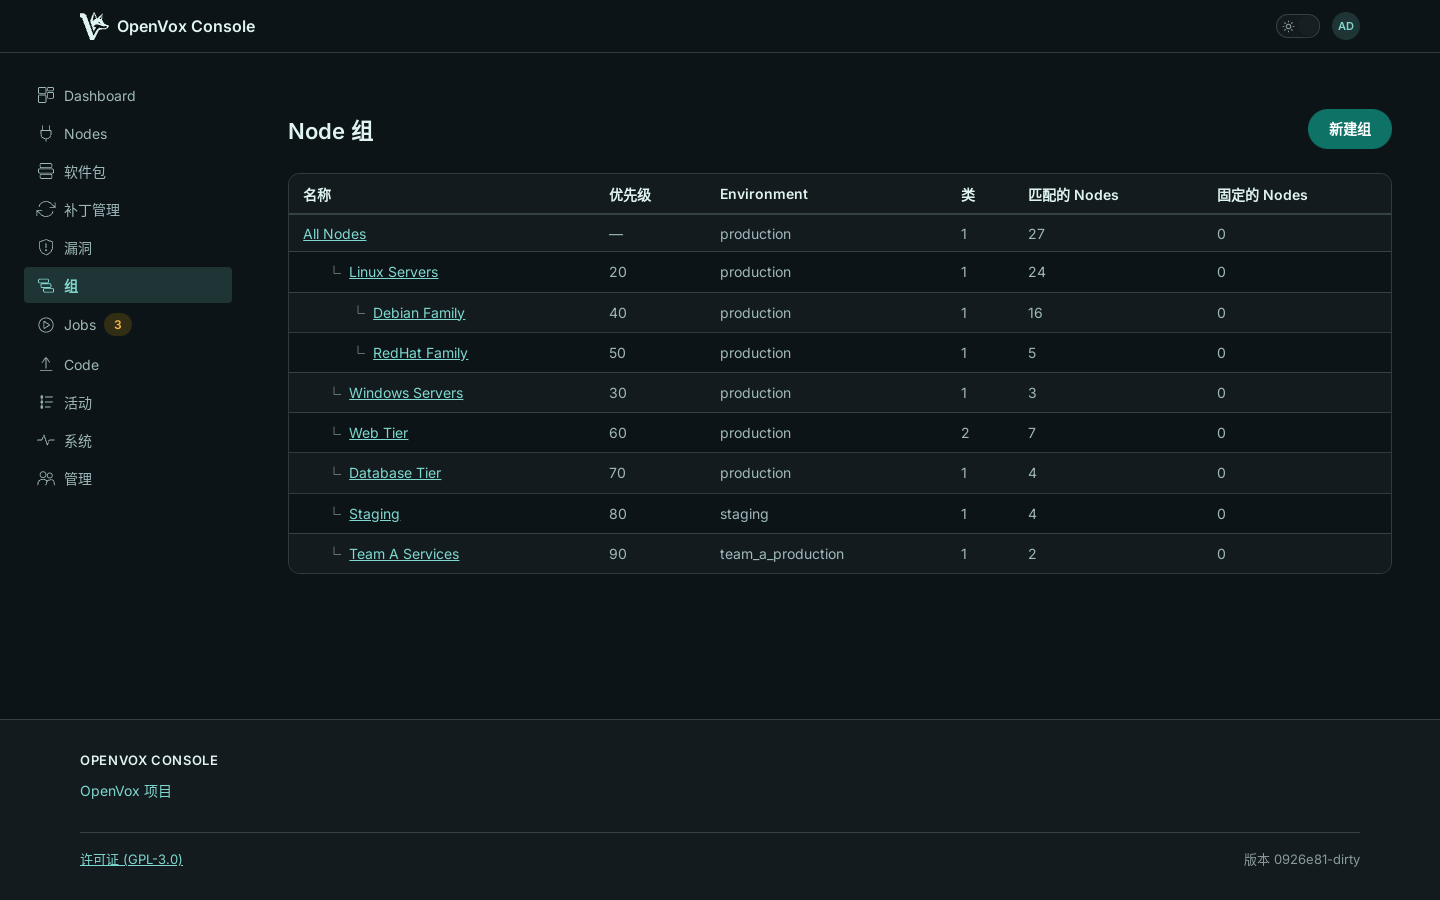 OpenVox Console
AD
Dashboard
Nodes
软件包
补丁管理
漏洞
组
Jobs 3
Code
活动
系统
管理
Node 组
新建组
名称 优先级 Environment 类 匹配的 Nodes 固定的 Nodes
All Nodes — production 1 27 0
Linux Servers 20 production 1 24 0
Debian Family 40 production 1 16 0
RedHat Family 50 production 1 5 0
Windows Servers 30 production 1 3 0
Web Tier 60 production 2 7 0
Database Tier 70 production 1 4 0
Staging 80 staging 1 4 0
Team A Services 90 team_a_production 1 2 0
OPENVOX CONSOLE
OpenVox 项目
许可证 (GPL-3.0)
版本 0926e81-dirty